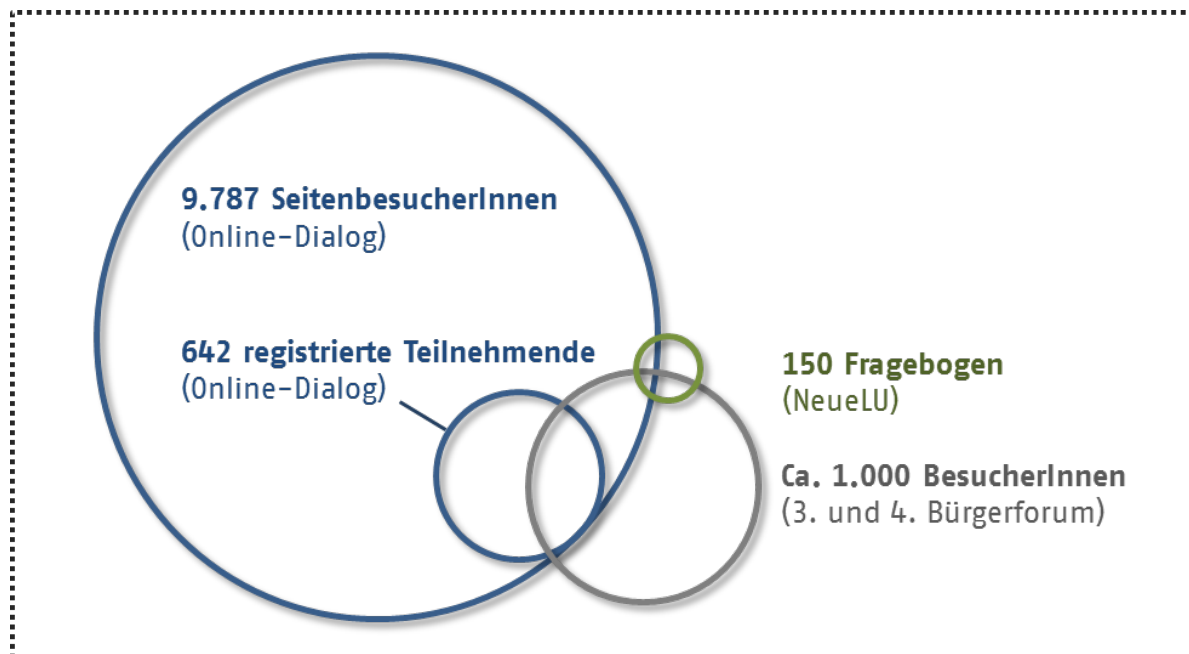 9.787 SeitenbesucherInnen
(Online-Dialog)
642 registrierte Teilnehmende
(Online-Dialog)
150 Fragebogen
(NeueLU)
Ca. 1.000 BesucherInnen
(3. und 4. Bürgerforum)